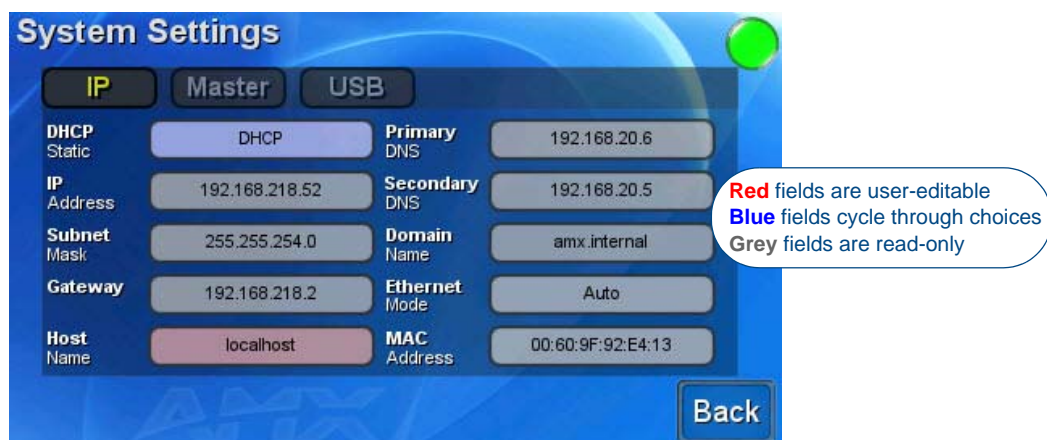 System Settings
IP Master USB
DHCP
Static
DHCP
Primary
DNS
192.168.20.6
IP
Address
192.168.218.52
Secondary
DNS
192.168.20.5
Subnet
Mask
255.255.254.0
Domain
Name
amx.internal
Gateway
192.168.218.2
Ethernet
Mode
Auto
Host
Name
localhost
MAC
Address
00:60:9F:92:E4:13
AMX
Back
Red fields are user-editable
Blue fields cycle through choices
Grey fields are read-only